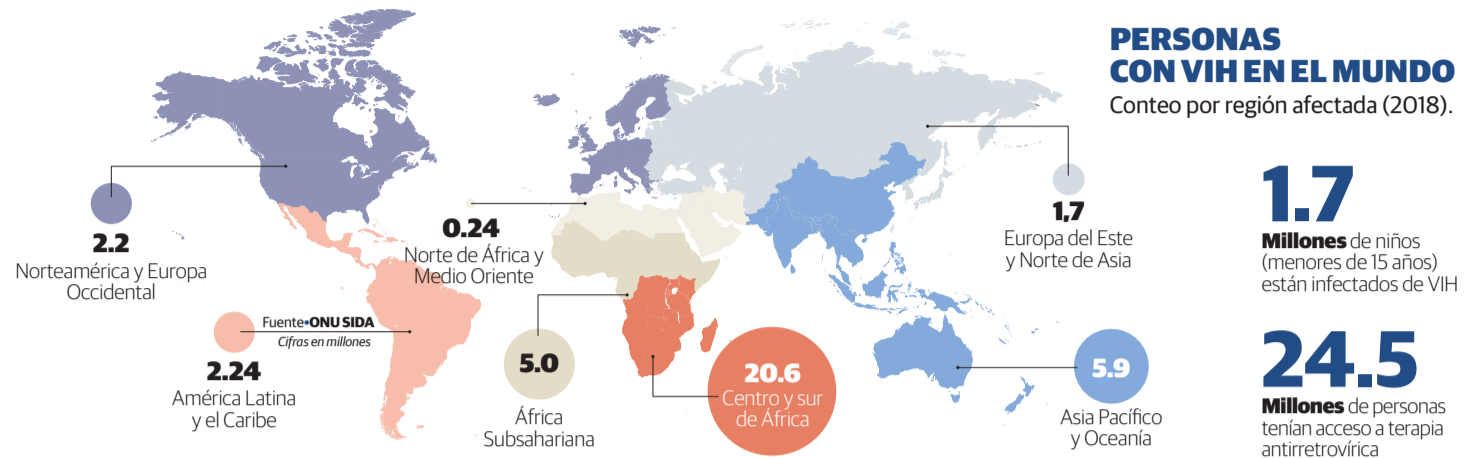 PERSONAS
CON VIH EN EL MUNDO
Conteo por región afectada (2018).
2.2
Norteamérica y Europa
Occidental
0.24
Norte de África y
Medio Oriente
1,7
Europa del Este
y Norte de Asia
Fuente•ONU SIDA
Cifras en millones
2.24
América Latina
y el Caribe
5.0
África
Subsahariana
20.6
Centro y sur
de África
5.9
Asia Pacífico
y Oceanía
1.7
Millones de niños
(menores de 15 años)
están infectados de VIH
24.5
Millones de personas
tenían acceso a terapia
antirretrovírica